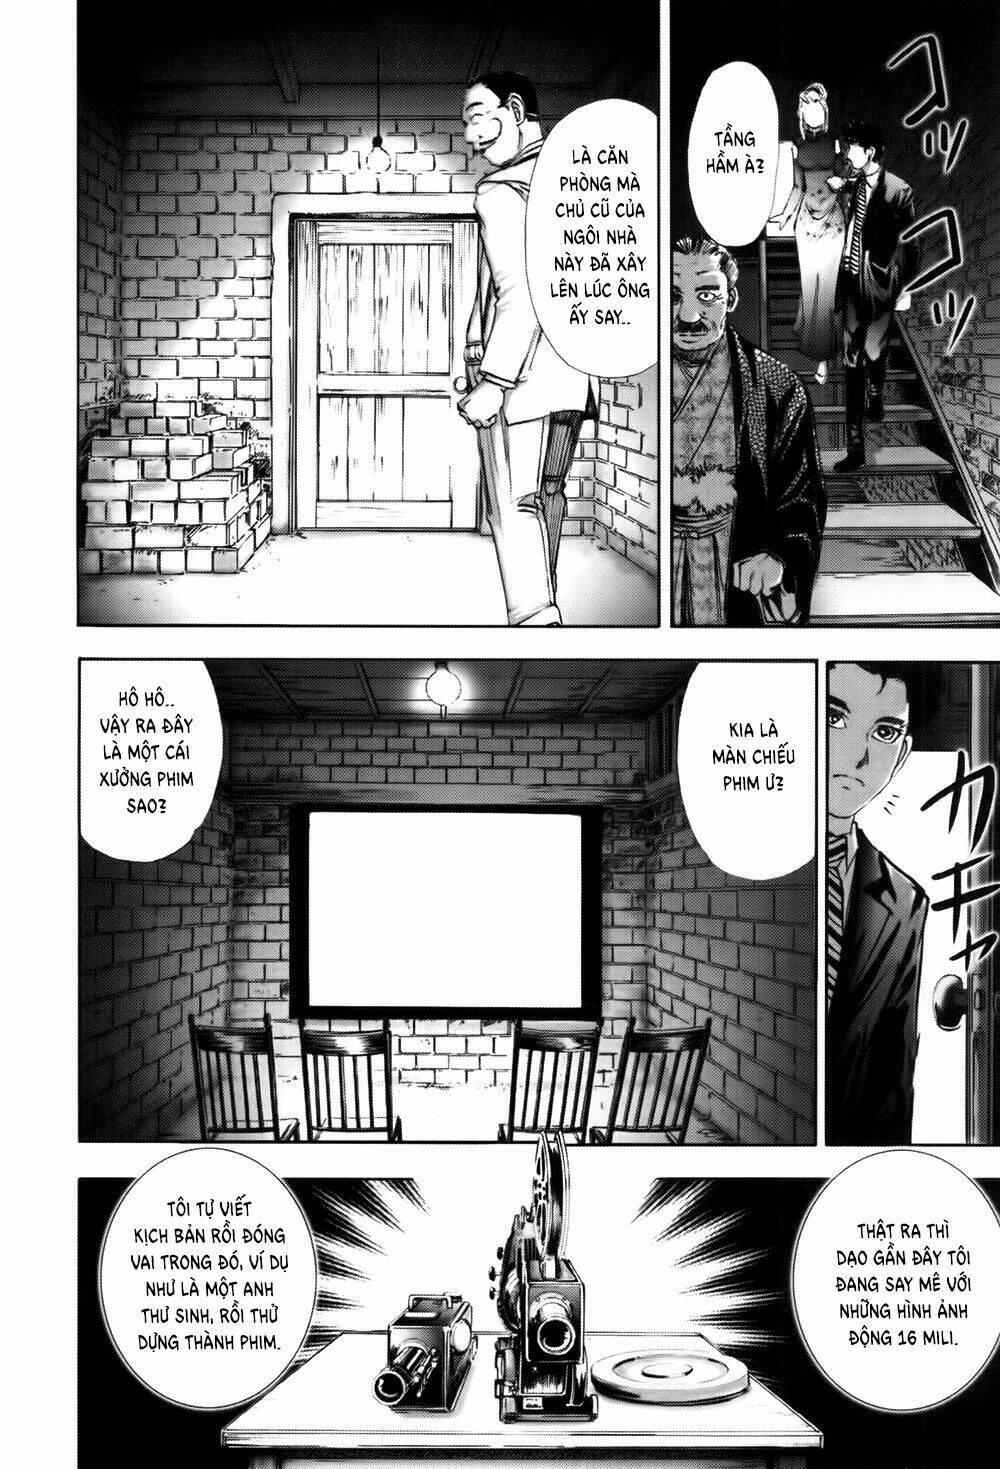 コツ
コツ
TẦNG
HẦM À?
LÀ CĂN
PHÒNG MÀ
CHỦ CŨ CỦA
NGÔI NHÀ
NÀY ĐÃ XÂY
LÊN LÚC ÔNG
ẤY SAY..
ガチャ
KIA LÀ
MÀN CHIẾU
PHIM Ư?
HÔ HÔ..
VẬY RA ĐÂY
LÀ MỘT CÁI
XƯỞNG PHIM
SAO?
THẬT RA THÌ
DẠO GẦN ĐÂY TÔI
ĐANG SAY MÊ VỚI
NHỮNG HÌNH ẢNH
ĐỘNG 16 MILI.
TÔI TỰ VIẾT
KỊCH BẢN RỒI ĐÓNG
VAI TRONG ĐÓ, VÍ DỤ
NHƯ LÀ MỘT ANH
THƯ SINH, RỒI THỬ
DỰNG THÀNH PHIM.